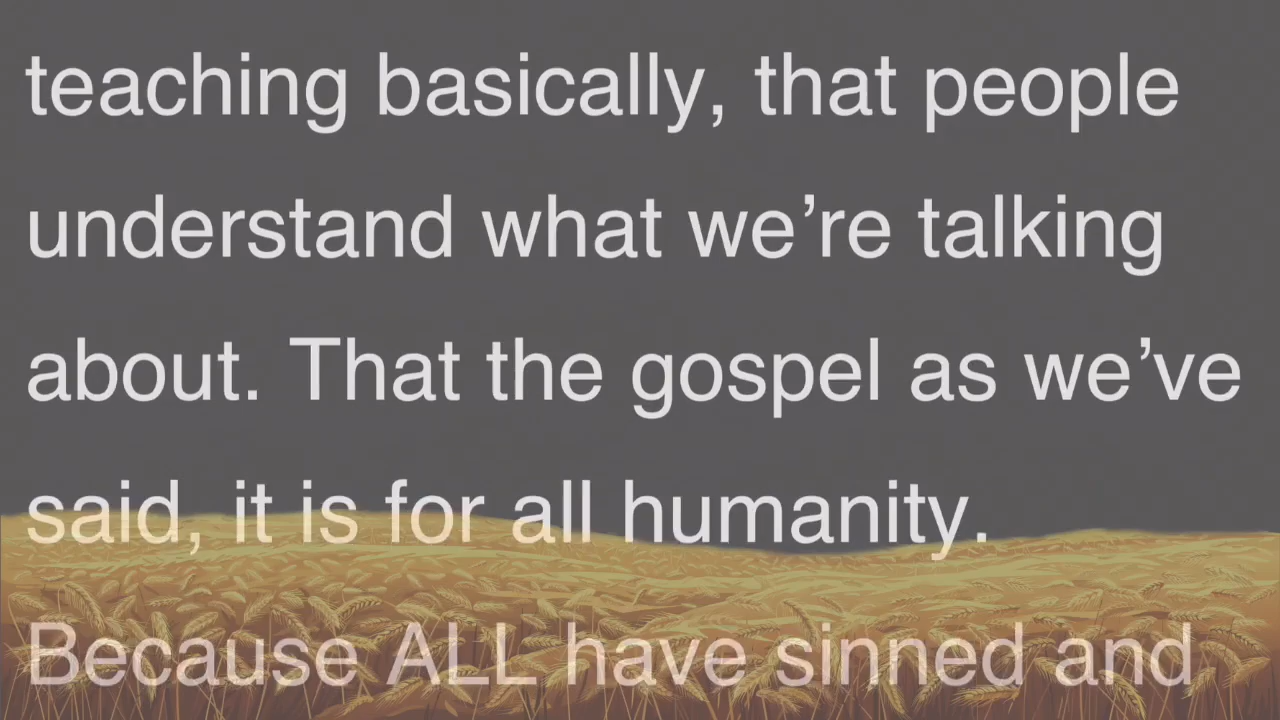 teaching basically, that people
understand what we’re talking
about. That the gospel as we’ve
said, it is for all humanity.
Because ALL have sinned and